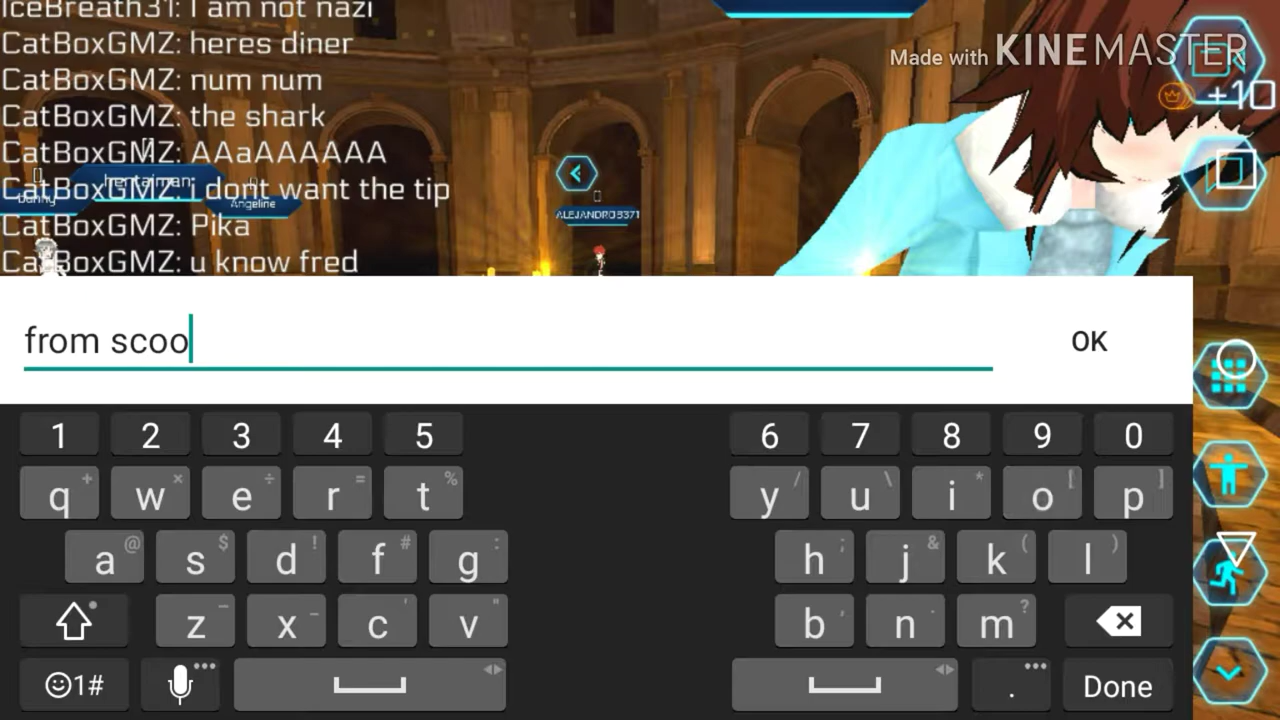 IceBreath31: I am not nazi
CatBoxGMZ: heres diner
CatBoxGMZ: num num
CatBoxGMZ: the shark
CatBoxGMZ: AAaAAAAAA
CatBoxGMZ: i dont want the tip
CatBoxGMZ: Pika
CatBoxGMZ: u know fred
Made with KINEMASTER
+10
hentaiman
Danny
Angeline
ALEJANDRO8371
from scoo
OK
1 2 3 4 5 6 7 8 9 0
q + w × e ÷ r = t % y / u \ i * o [ p ]
a @ s $ d ! f # g : h ; j & k ( l )
z – x - c ' v " b , n . m ?
1# . Done